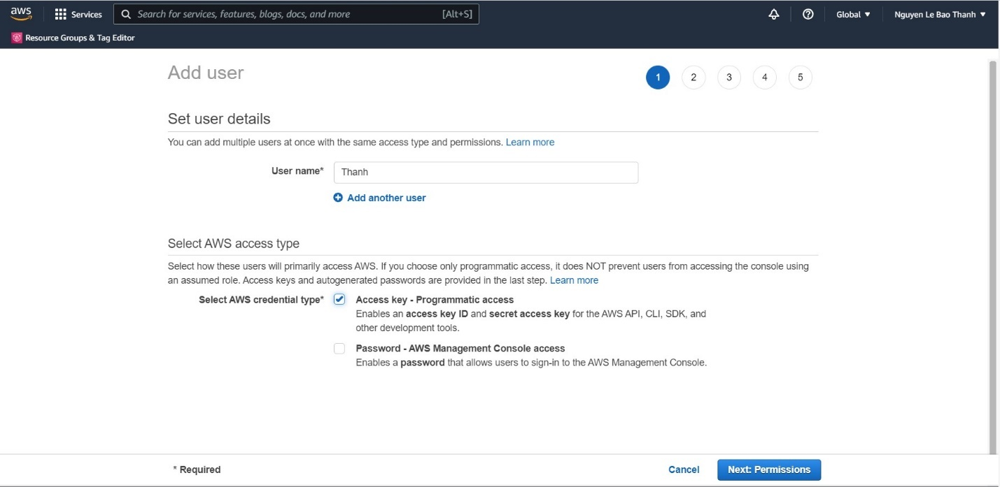 aws
Services
Search for services, features, blogs, docs, and more [Alt+S]
Global ▼
Nguyen Le Bao Thanh ▼
Resource Groups & Tag Editor
Add user
1 2 3 4 5
Set user details
You can add multiple users at once with the same access type and permissions. Learn more
User name* Thanh
Add another user
Select AWS access type
Select how these users will primarily access AWS. If you choose only programmatic access, it does NOT prevent users from accessing the console using
an assumed role. Access keys and autogenerated passwords are provided in the last step. Learn more
Select AWS credential type* Access key - Programmatic access
Enables an access key ID and secret access key for the AWS API, CLI, SDK, and
other development tools.
Password - AWS Management Console access
Enables a password that allows users to sign-in to the AWS Management Console.
* Required
Cancel
Next: Permissions